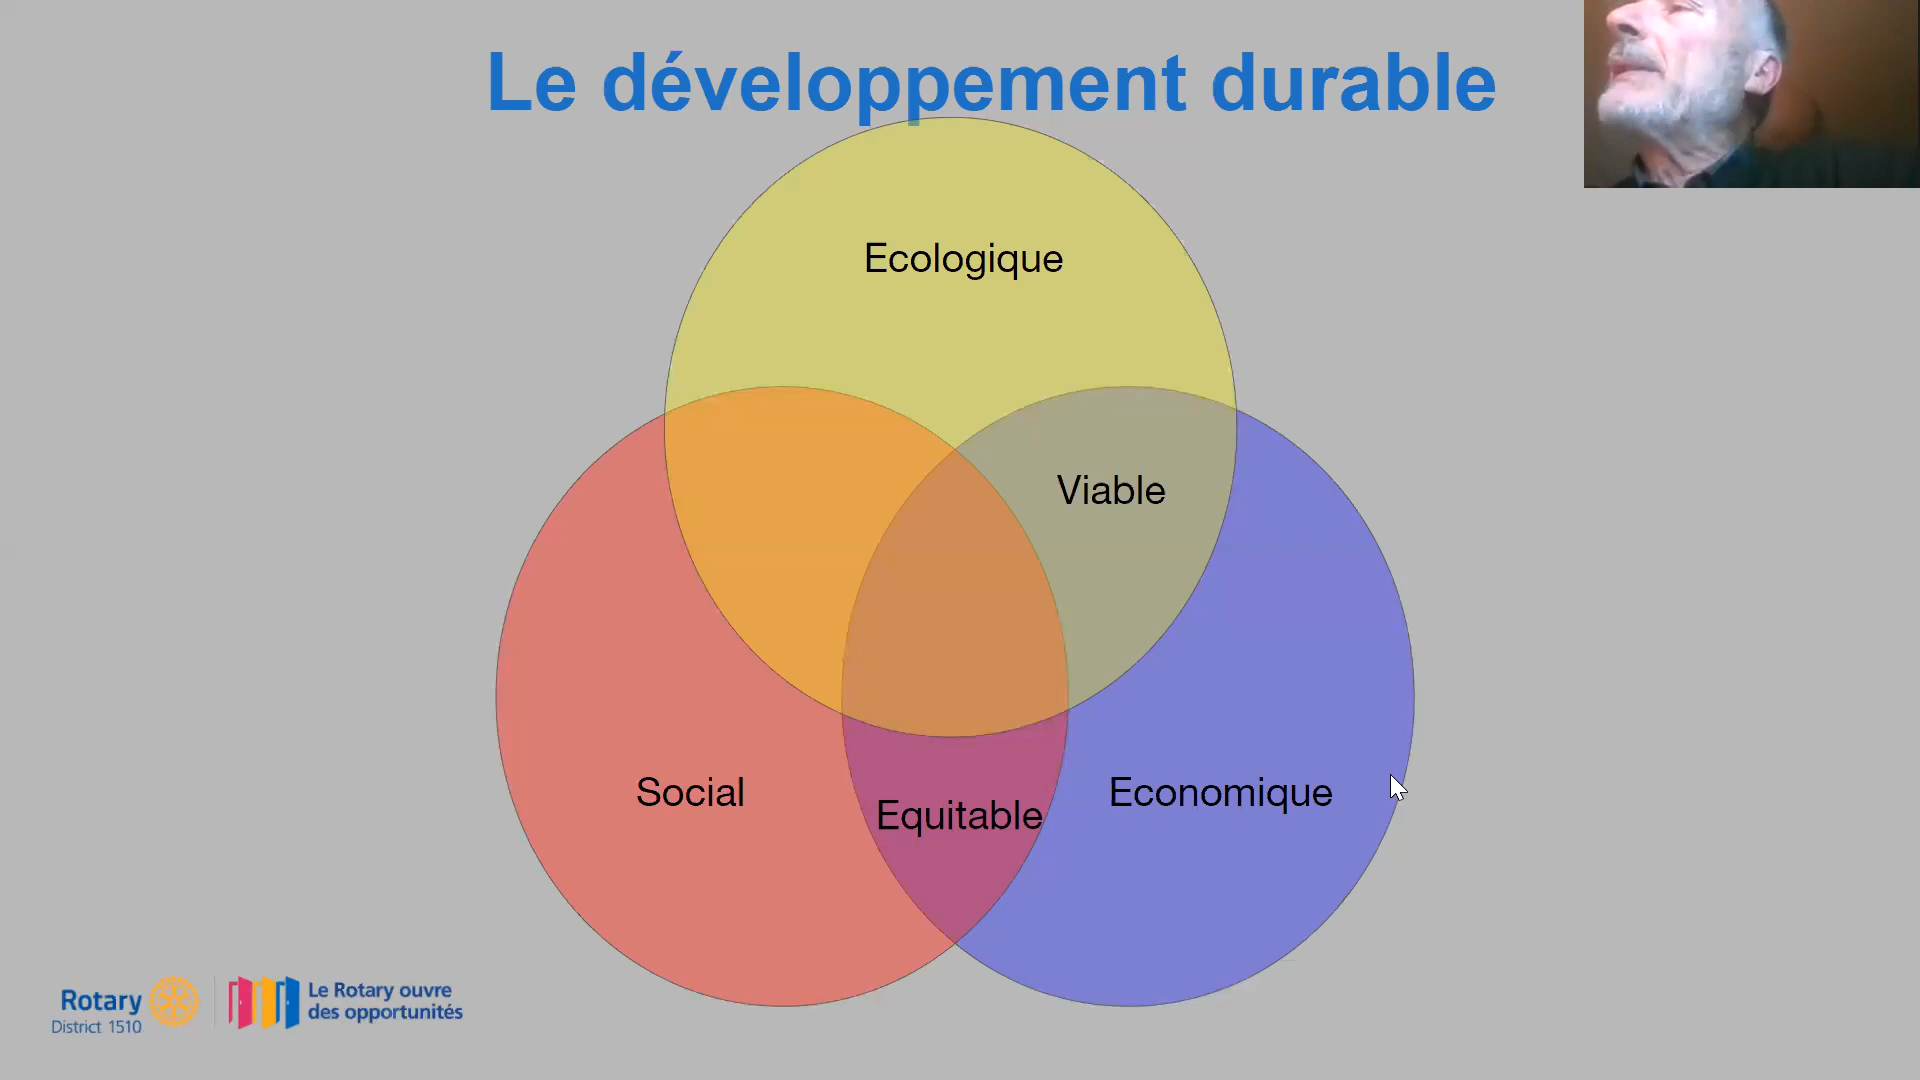 Le développement durable
Ecologique
Viable
Social
Equitable
Economique
Rotary
District 1510
Le Rotary ouvre
des opportunités